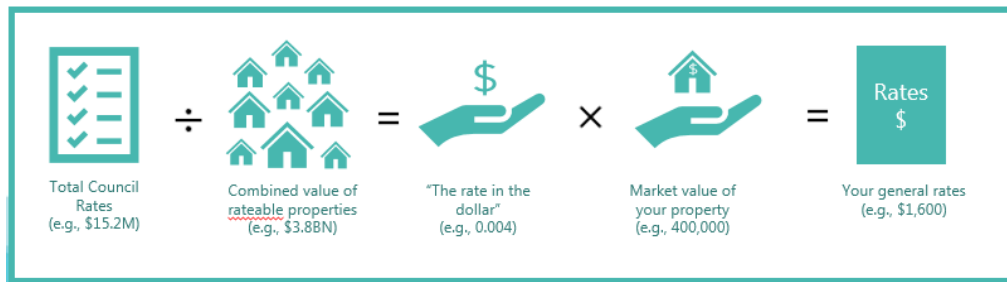 $
$
Rates
$
÷
=
×
=
Total Council
Rates
(e.g., $15.2M)
Combined value of
rateable properties
(e.g., $3.8BN)
“The rate in the
dollar”
(e.g., 0.004)
Market value of
your property
(e.g., 400,000)
Your general rates
(e.g., $1,600)